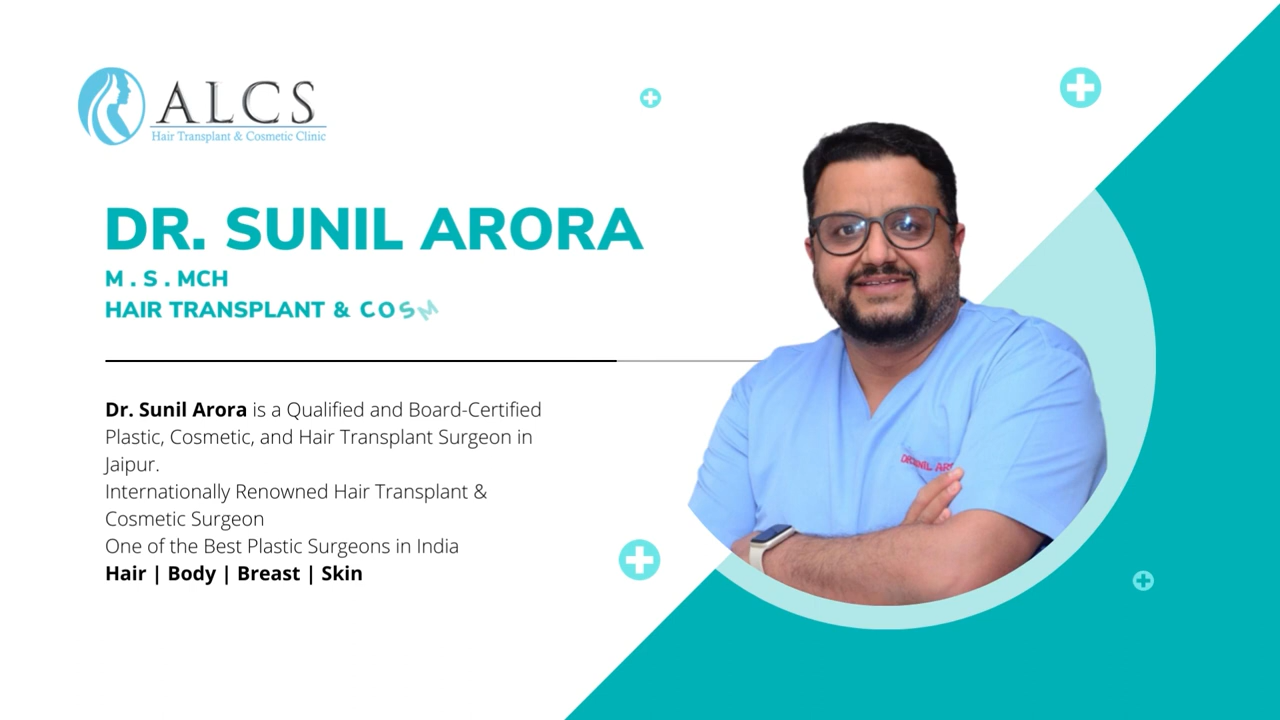 ALCS
Hair Transplant & Cosmetic Clinic
DR. SUNIL ARORA
M . S . MCH
HAIR TRANSPLANT & COSM
Dr. Sunil Arora is a Qualified and Board-Certified
Plastic, Cosmetic, and Hair Transplant Surgeon in
Jaipur.
Internationally Renowned Hair Transplant &
Cosmetic Surgeon
One of the Best Plastic Surgeons in India
Hair | Body | Breast | Skin